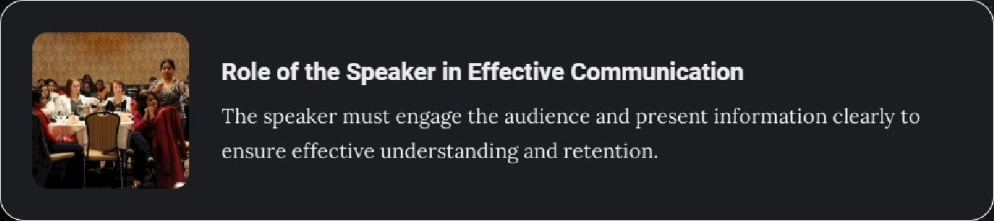 Role of the Speaker in Effective Communication
The speaker must engage the audience and present information clearly to
ensure effective understanding and retention.